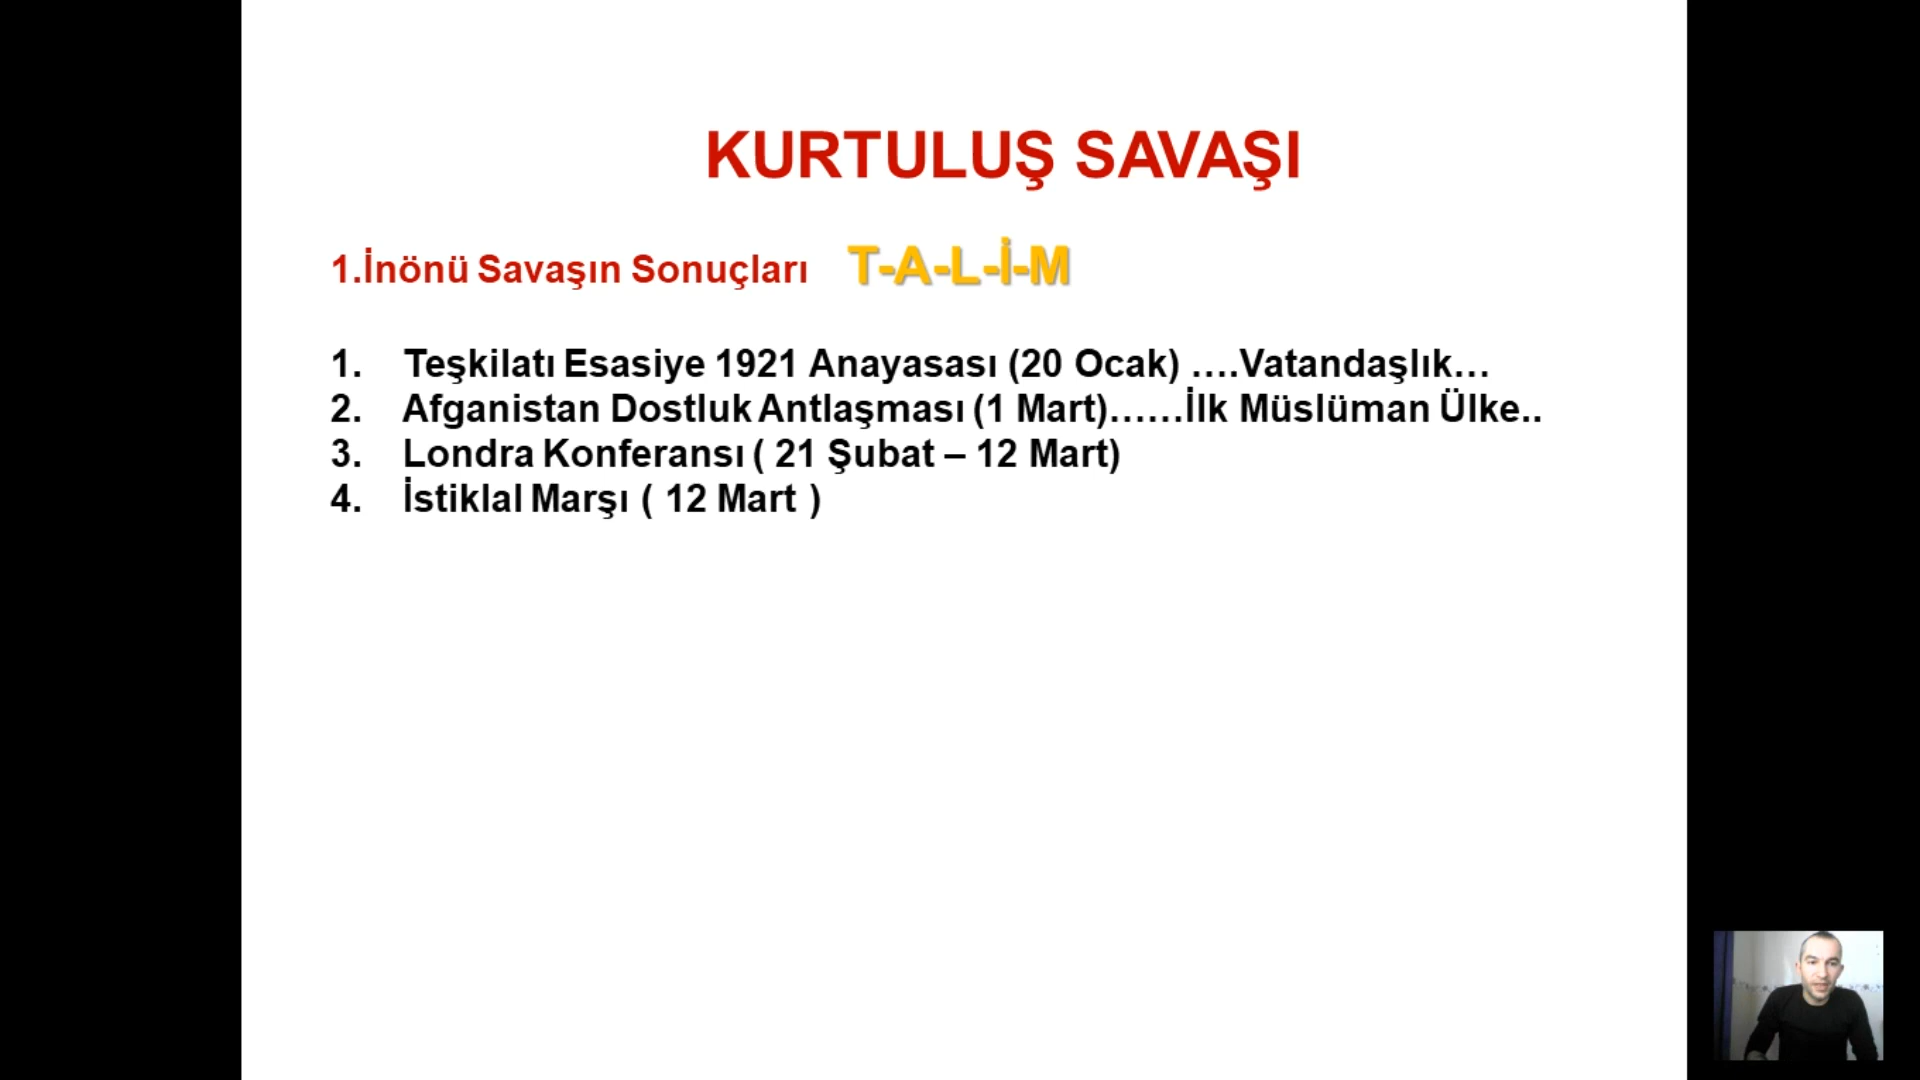 KURTULUŞ SAVAŞI
1.İnönü Savaşın Sonuçları T-A-L-İ-M
1. Teşkilatı Esasiye 1921 Anayasası (20 Ocak) ....Vatandaşlık...
2. Afganistan Dostluk Antlaşması (1 Mart)......İlk Müslüman Ülke..
3. Londra Konferansı ( 21 Şubat – 12 Mart)
4. İstiklal Marşı ( 12 Mart )